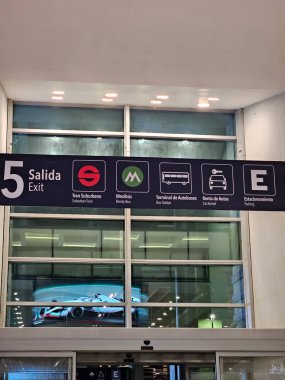 5 Salida
Exit
Tren Suburbano
Suburban Train
Mexibús
Terminal de Autobuses
Bus Station
Renta de Autos
Car Rental
E
Estacionamiento
Parking